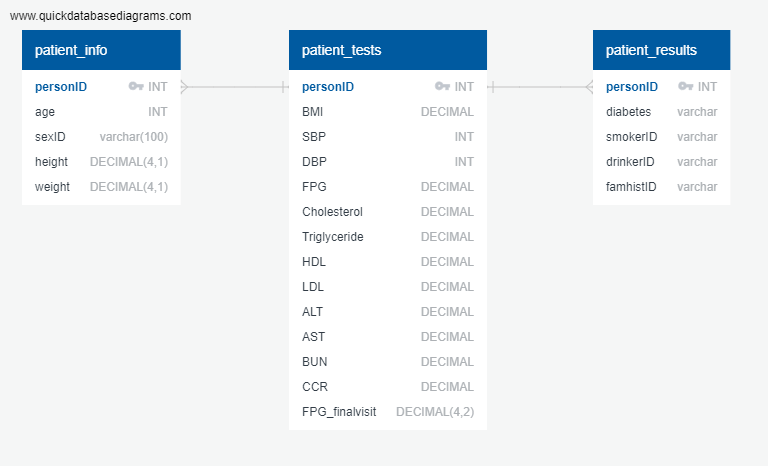 www.quickdatabasediagrams.com
patient_info
personID INT
age INT
sexID varchar(100)
height DECIMAL(4,1)
weight DECIMAL(4,1)
patient_tests
personID INT
BMI DECIMAL
SBP INT
DBP INT
FPG DECIMAL
Cholesterol DECIMAL
Triglyceride DECIMAL
HDL DECIMAL
LDL DECIMAL
ALT DECIMAL
AST DECIMAL
BUN DECIMAL
CCR DECIMAL
FPG_finalvisit DECIMAL(4,2)
patient_results
personID INT
diabetes varchar
smokerID varchar
drinkerID varchar
famhistID varchar